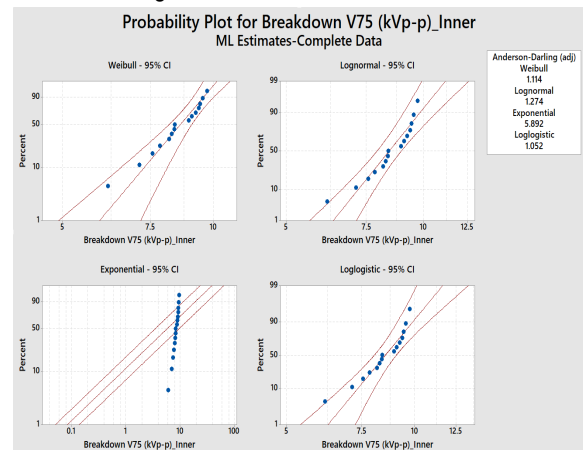 Probability Plot for Breakdown V75 (kVp-p)_Inner
ML Estimates-Complete Data
Weibull - 95% CI
90
50
10
1
Percent
5
7.5
10
Breakdown V75 (kVp-p)_Inner
Lognormal - 95% CI
99
90
50
10
1
Percent
5
7.5
10
12.5
Breakdown V75 (kVp-p)_Inner
Anderson-Darling (adj)
Weibull
1.114
Lognormal
1.274
Exponential
5.892
Loglogistic
1.052
Exponential - 95% CI
90
50
10
1
Percent
0.1
1
10
100
Breakdown V75 (kVp-p)_Inner
Loglogistic - 95% CI
99
90
50
10
1
Percent
5
7.5
10
12.5
Breakdown V75 (kVp-p)_Inner